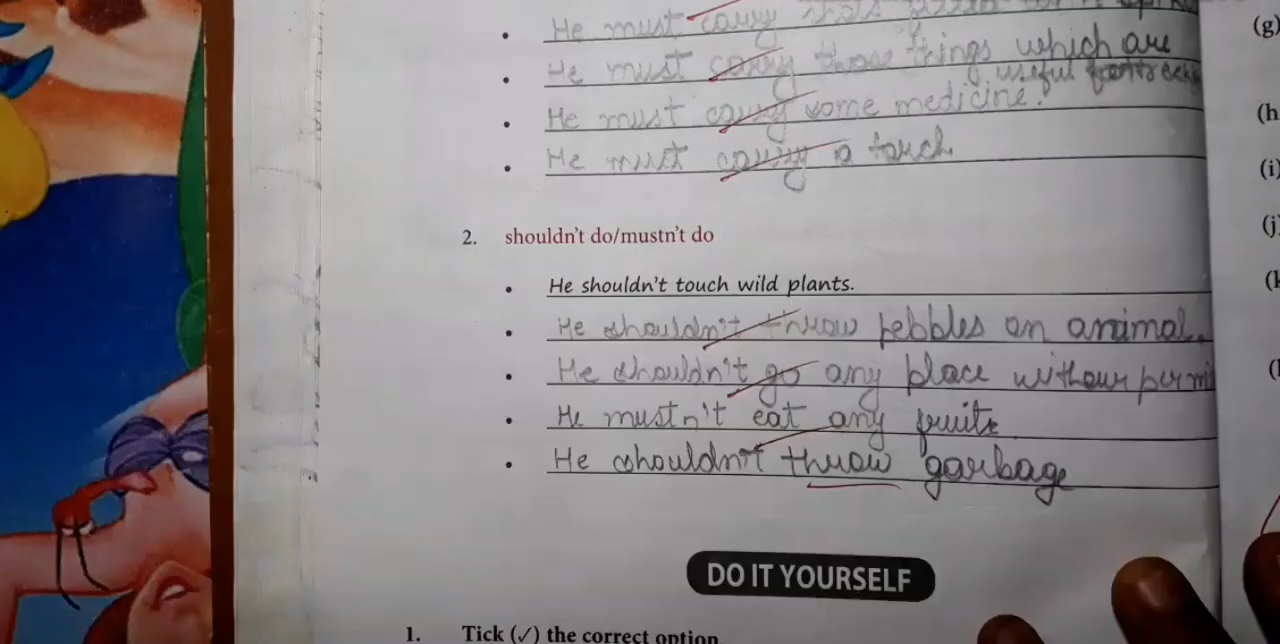 He must carry
(g)
He must carry those things which are
useful
He must carry some medicine.
(h
He must carry a touch
(i)
(j)
2. shouldn't do/mustn't do
(k
He shouldn't touch wild plants.
He shouldn't throw pebbles on animal.
He shouldn't go any place withour permi
(l
He mustn't eat any fruits
He shouldn't throw garbage
DO IT YOURSELF
1. Tick (✓) the correct option.